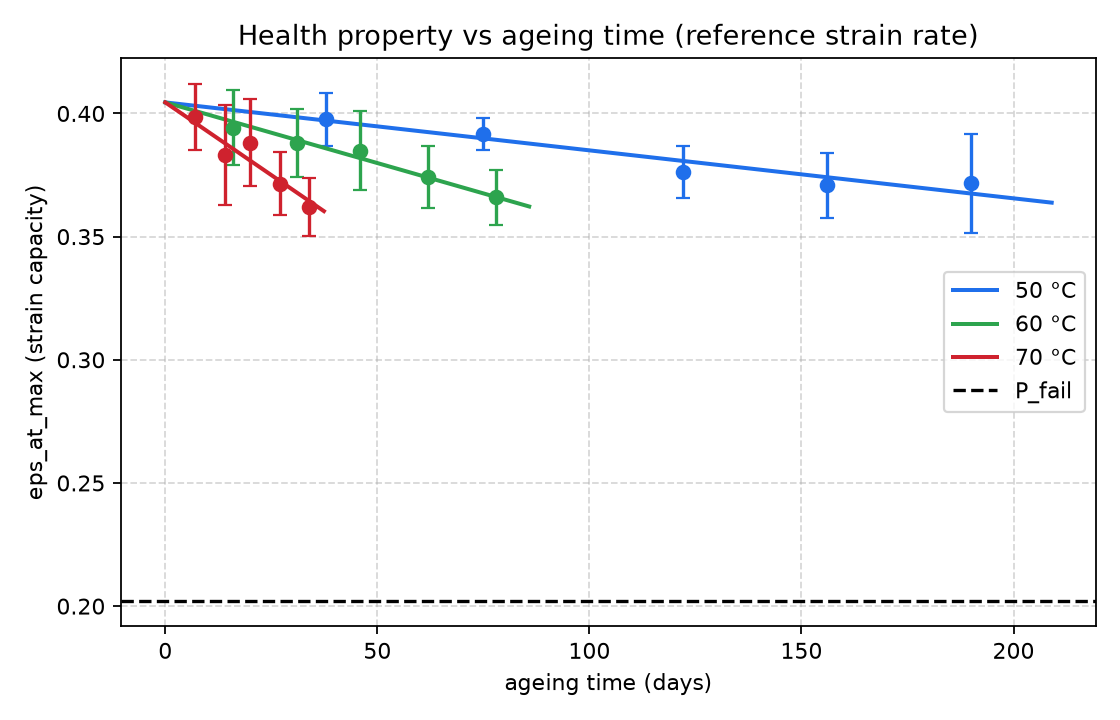 Health property vs ageing time (reference strain rate)
eps_at_max (strain capacity)
0.40
0.35
0.30
0.25
0.20
50 °C
60 °C
70 °C
P_fail
0 50 100 150 200
ageing time (days)